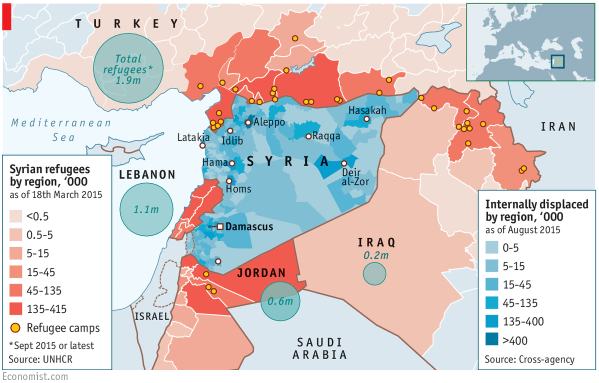 TURKEY
Total
refugees*
1.9m
Mediterranean
Sea
IRAN
Hasakah
Aleppo
Idlib
Raqqa
Latakia
SYRIA
Hama
Deir
al-Zor
Homs
LEBANON
1.1m
Damascus
IRAQ
0.2m
JORDAN
0.6m
ISRAEL
SAUDI
ARABIA
Syrian refugees
by region, ‘000
as of 18th March 2015
<0.5
0.5-5
5-15
15-45
45-135
135-415
Refugee camps
*Sept 2015 or latest
Source: UNHCR
Internally displaced
by region, ‘000
as of August 2015
0-5
5-15
15-45
45-135
135-400
>400
Source: Cross-agency
Economist.com